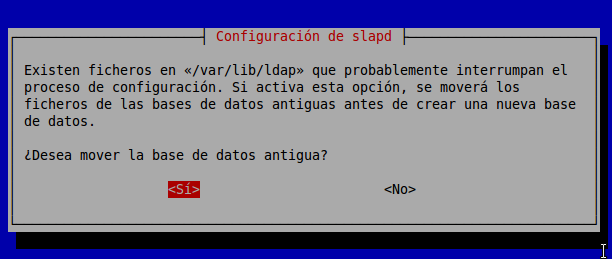 Configuración de slapd
Existen ficheros en «/var/lib/ldap» que probablemente interrumpan el
proceso de configuración. Si activa esta opción, se moverá los
ficheros de las bases de datos antiguas antes de crear una nueva base
de datos.
¿Desea mover la base de datos antigua?
<Sí> <No>